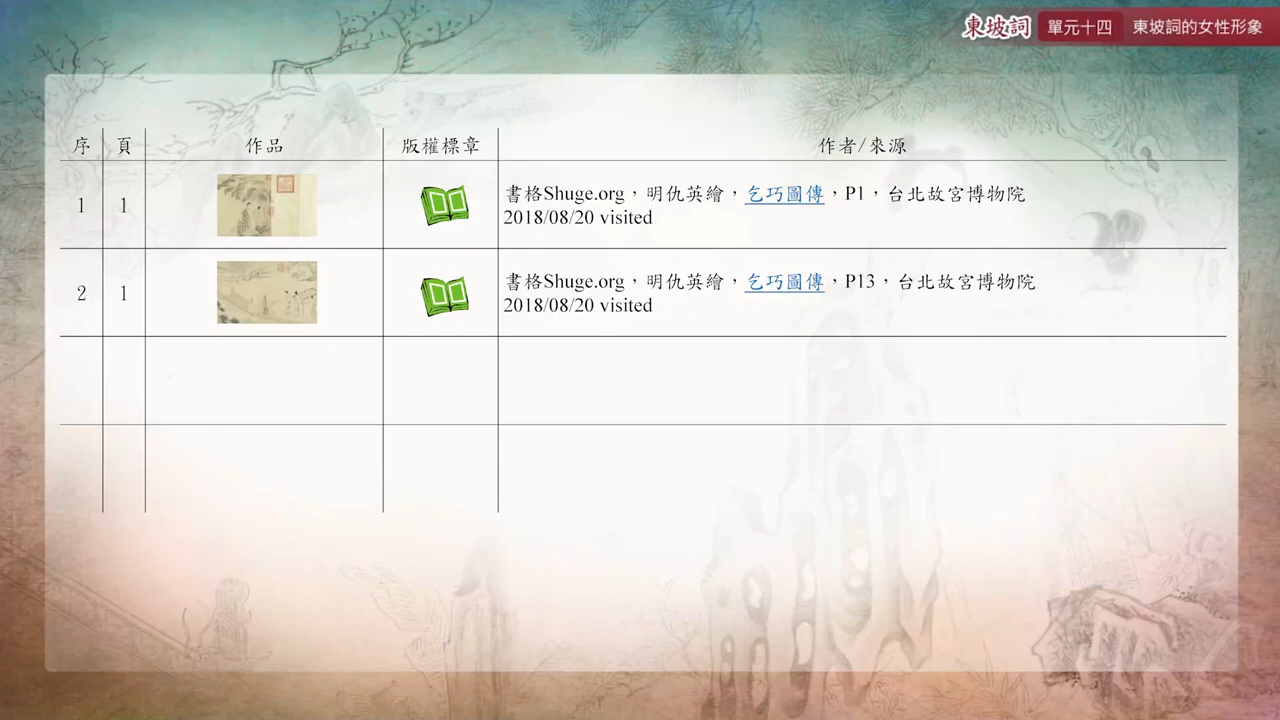 東坡詞 單元十四 東坡詞的女性形象
序 頁 作品 版權標章 作者/來源
1 1 書格Shuge.org,明仇英繪,乞巧圖傳,P1,台北故宮博物院
2018/08/20 visited
2 1 書格Shuge.org,明仇英繪,乞巧圖傳,P13,台北故宮博物院
2018/08/20 visited